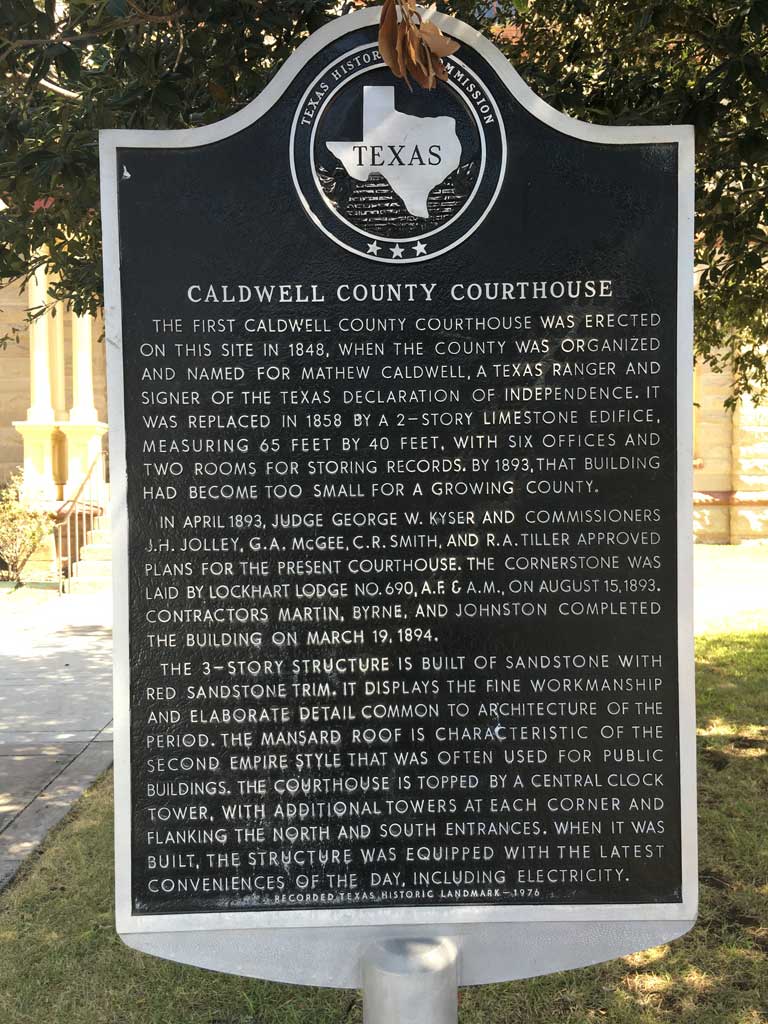 TEXAS HISTOR MMISSION
TEXAS
CALDWELL COUNTY COURTHOUSE
THE FIRST CALDWELL COUNTY COURTHOUSE WAS ERECTED
ON THIS SITE IN 1848, WHEN THE COUNTY WAS ORGANIZED
AND NAMED FOR MATHEW CALDWELL, A TEXAS RANGER AND
SIGNER OF THE TEXAS DECLARATION OF INDEPENDENCE. IT
WAS REPLACED IN 1858 BY A 2-STORY LIMESTONE EDIFICE,
MEASURING 65 FEET BY 40 FEET, WITH SIX OFFICES AND
TWO ROOMS FOR STORING RECORDS. BY 1893, THAT BUILDING
HAD BECOME TOO SMALL FOR A GROWING COUNTY.
IN APRIL 1893, JUDGE GEORGE W. KYSER AND COMMISSIONERS
J.H. JOLLEY, G.A. McGEE, C.R. SMITH, AND R.A. TILLER APPROVED
PLANS FOR THE PRESENT COURTHOUSE. THE CORNERSTONE WAS
LAID BY LOCKHART LODGE NO. 690, A.F. & A.M., ON AUGUST 15, 1893.
CONTRACTORS MARTIN, BYRNE, AND JOHNSTON COMPLETED
THE BUILDING ON MARCH 19, 1894.
THE 3-STORY STRUCTURE IS BUILT OF SANDSTONE WITH
RED SANDSTONE TRIM. IT DISPLAYS THE FINE WORKMANSHIP
AND ELABORATE DETAIL COMMON TO ARCHITECTURE OF THE
PERIOD. THE MANSARD ROOF IS CHARACTERISTIC OF THE
SECOND EMPIRE STYLE THAT WAS OFTEN USED FOR PUBLIC
BUILDINGS. THE COURTHOUSE IS TOPPED BY A CENTRAL CLOCK
TOWER, WITH ADDITIONAL TOWERS AT EACH CORNER AND
FLANKING THE NORTH AND SOUTH ENTRANCES. WHEN IT WAS
BUILT, THE STRUCTURE WAS EQUIPPED WITH THE LATEST
CONVENIENCES OF THE DAY, INCLUDING ELECTRICITY.
RECORDED TEXAS HISTORIC LANDMARK - 1976